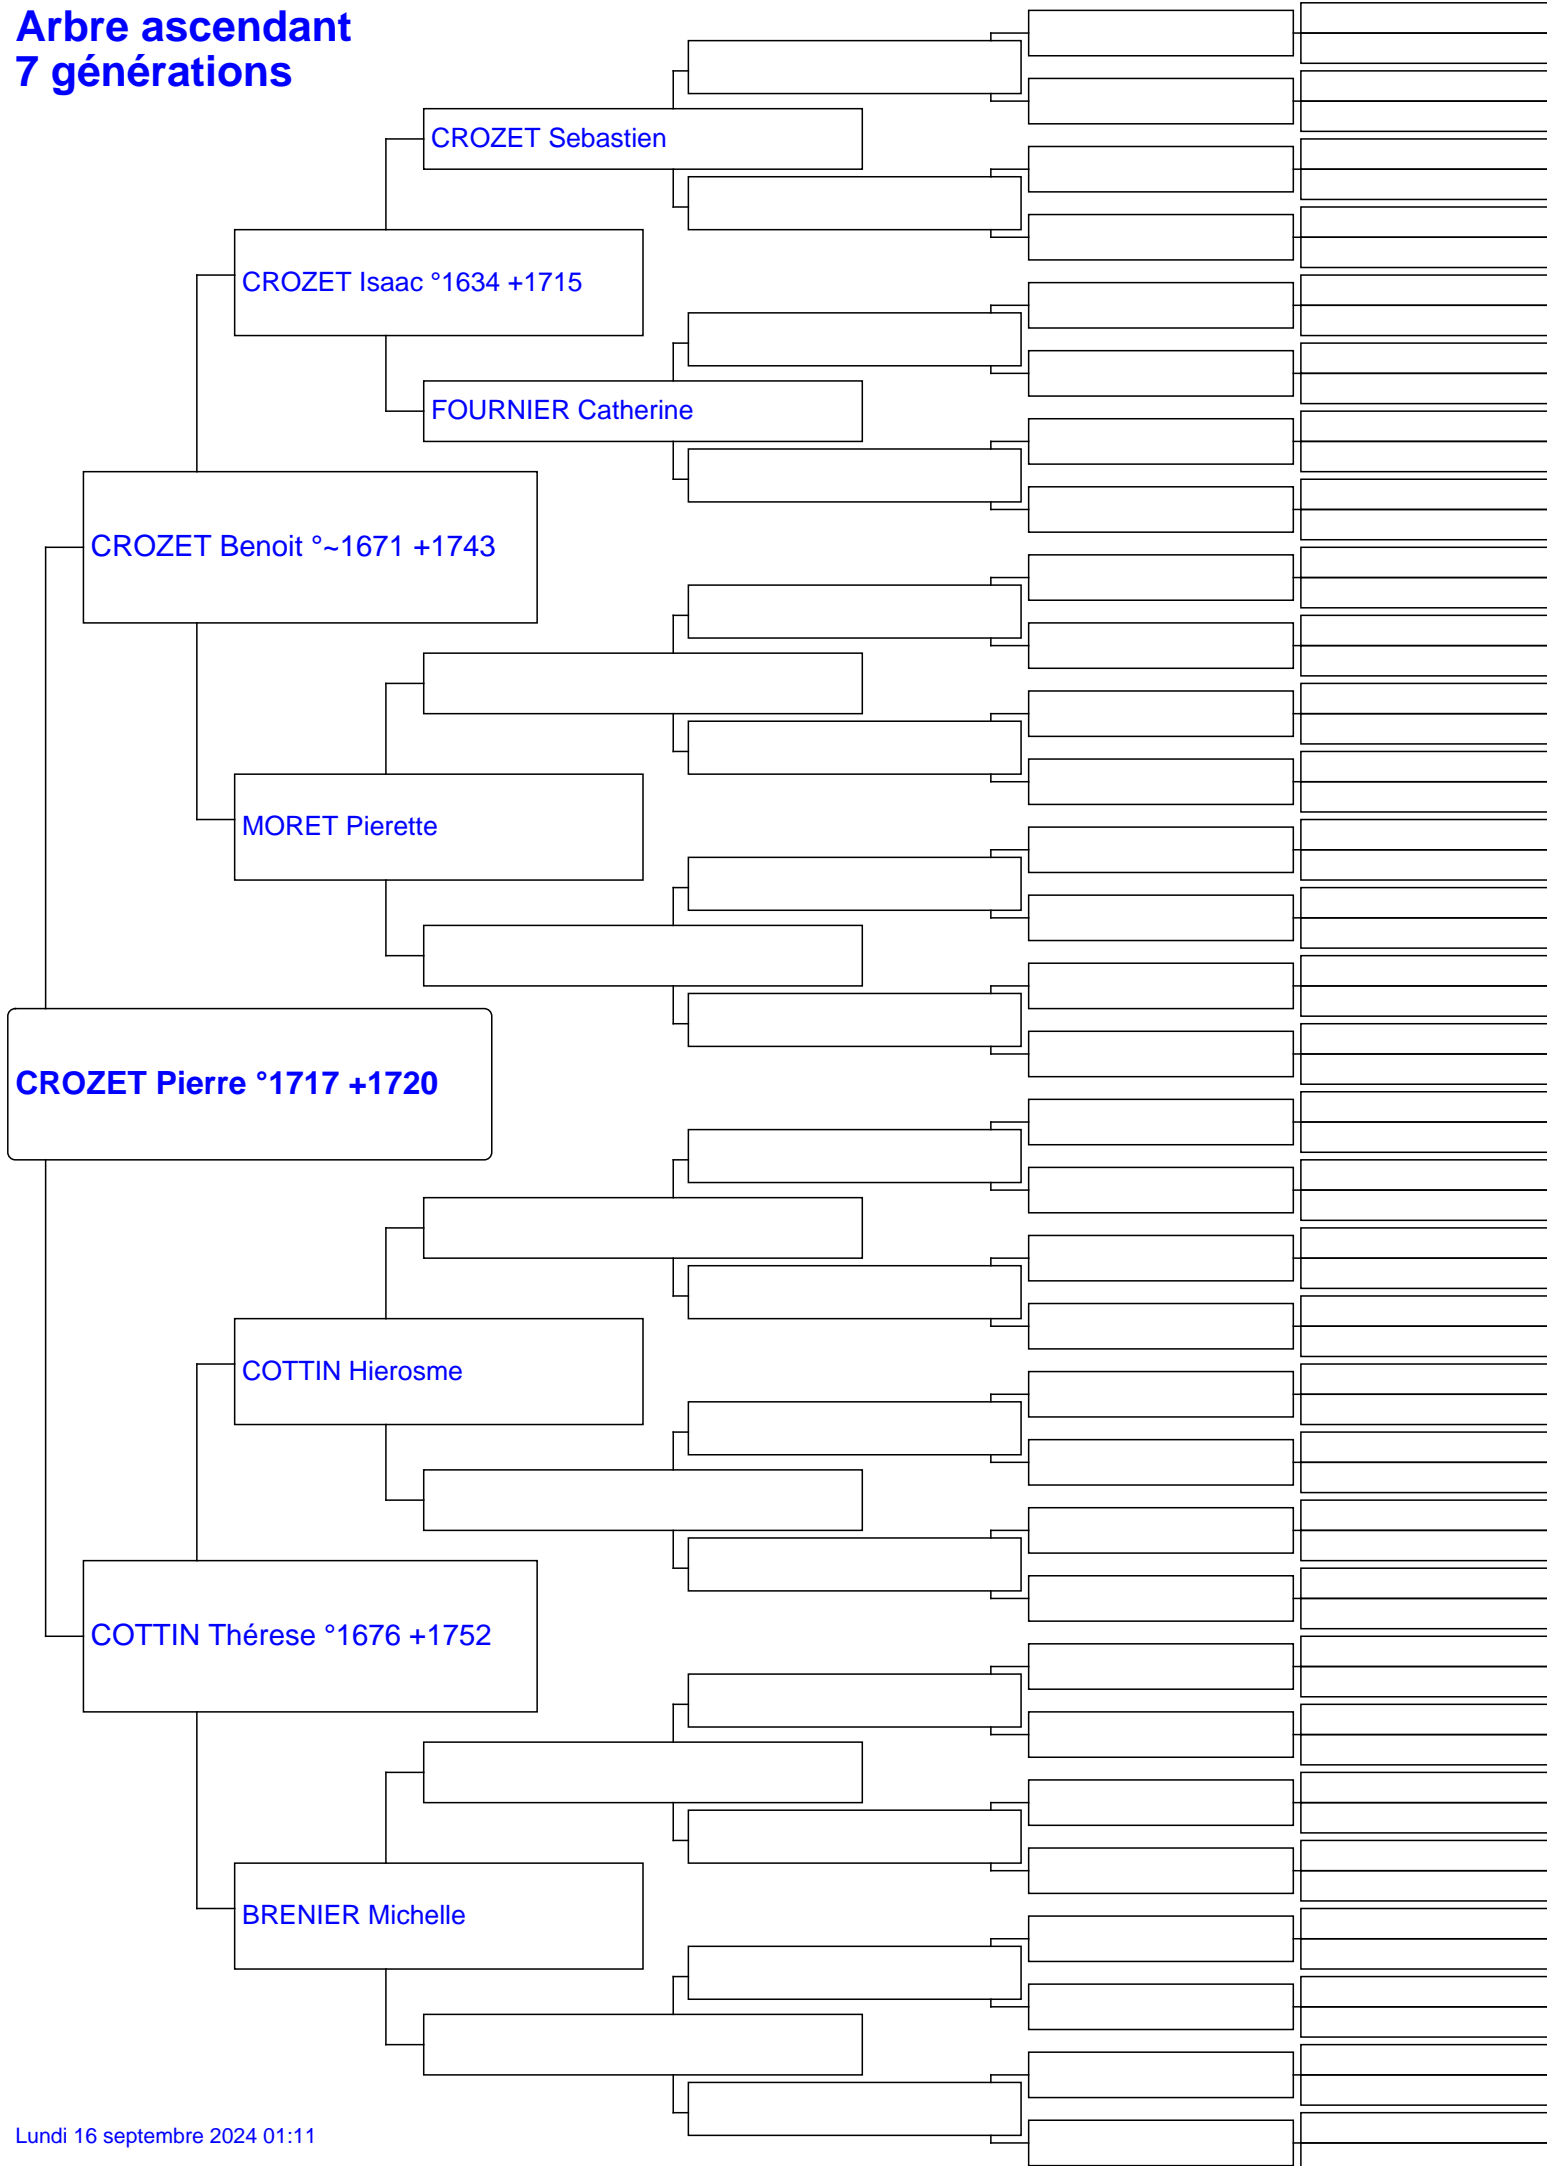 Arbre ascendant
7 générations
CROZET Sebastien
CROZET Isaac °1634 +1715
FOURNIER Catherine
CROZET Benoit °~1671 +1743
MORET Pierette
CROZET Pierre °1717 +1720
COTTIN Hierosme
COTTIN Thérese °1676 +1752
BRENIER Michelle
Lundi 16 septembre 2024 01:11